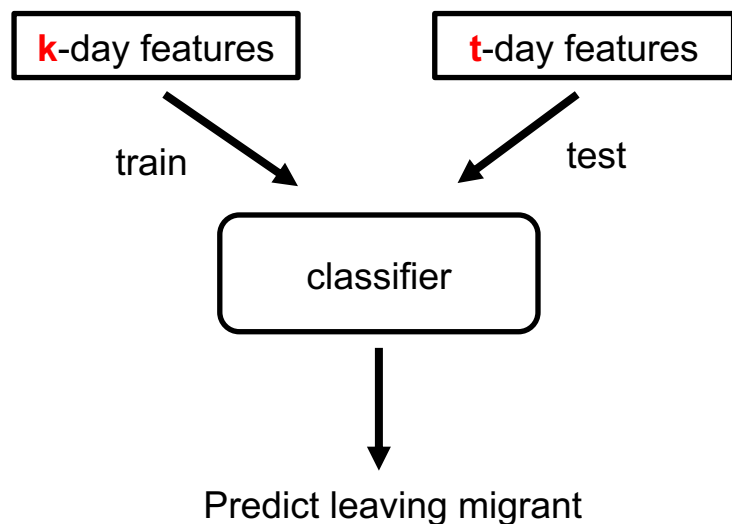 k-day features
t-day features
train
test
classifier
Predict leaving migrant